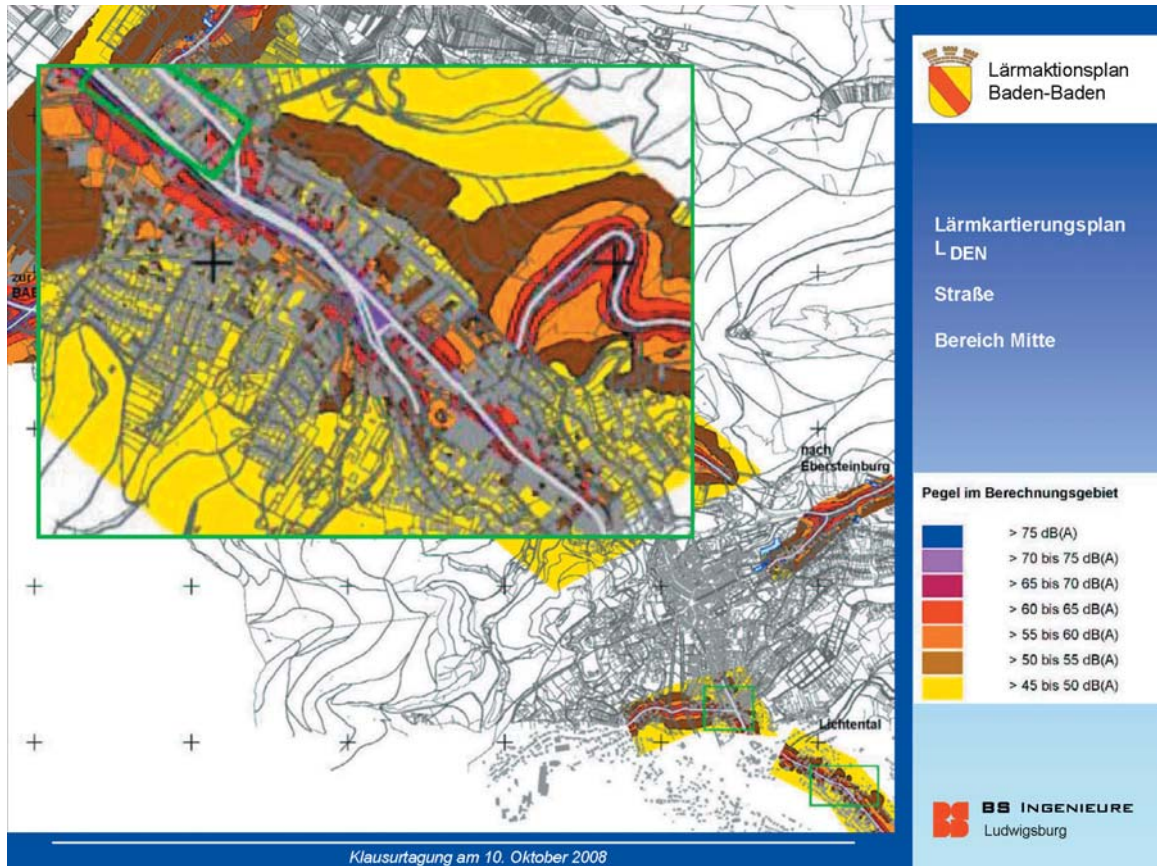 Lärmaktionsplan
Baden-Baden
Lärmkartierungsplan
L DEN
Straße
Bereich Mitte
zur
BAB
nach
Ebersteinburg
Lichtental
Pegel im Berechnungsgebiet
> 75 dB(A)
> 70 bis 75 dB(A)
> 65 bis 70 dB(A)
> 60 bis 65 dB(A)
> 55 bis 60 dB(A)
> 50 bis 55 dB(A)
> 45 bis 50 dB(A)
BS INGENIEURE
Ludwigsburg
Klausurtagung am 10. Oktober 2008